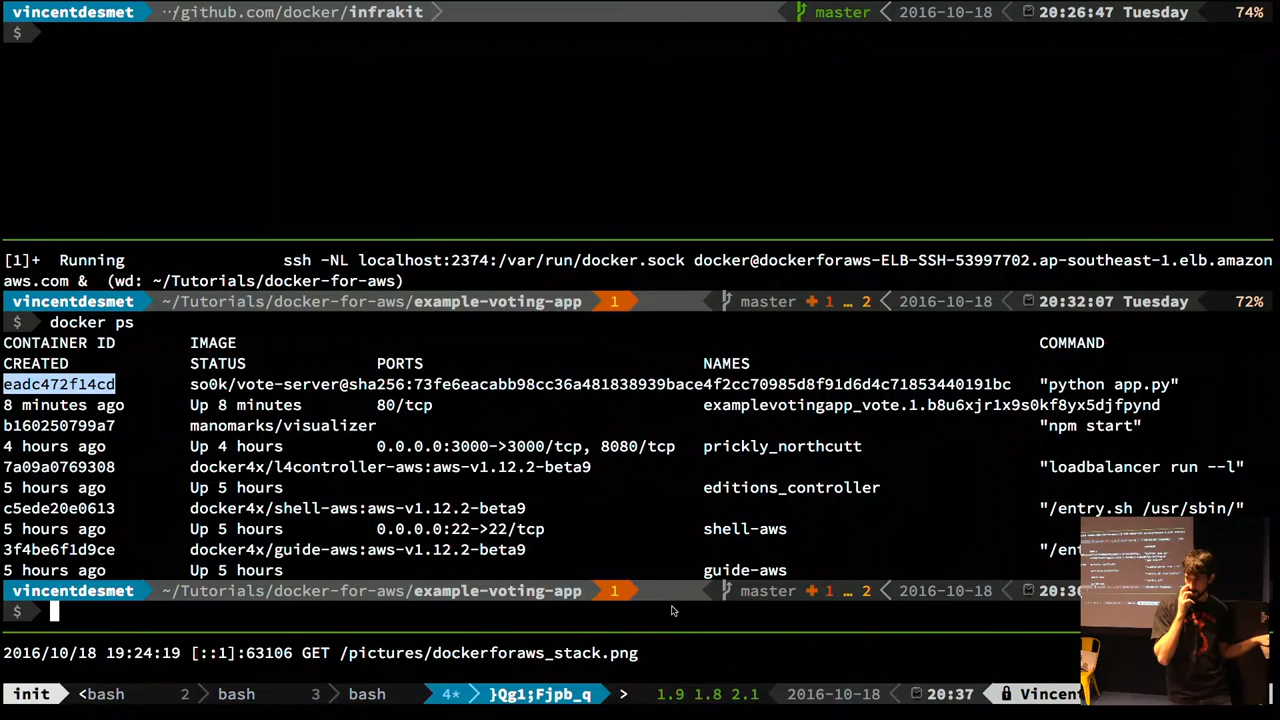 vincentdesmet ··/github.com/docker/infrakit master 2016-10-18 20:26:47 Tuesday 74%
$
[1]+ Running ssh -NL localhost:2374:/var/run/docker.sock docker@dockerforaws-ELB-SSH-53997702.ap-southeast-1.elb.amazon
aws.com & (wd: ~/Tutorials/docker-for-aws)
vincentdesmet ~/Tutorials/docker-for-aws/example-voting-app 1 master + 1 … 2 2016-10-18 20:32:07 Tuesday 72%
$ docker ps
CONTAINER ID IMAGE COMMAND
CREATED STATUS PORTS NAMES
eadc472f14cd so0k/vote-server@sha256:73fe6eacabb98cc36a481838939bace4f2cc70985d8f91d6d4c71853440191bc "python app.py"
8 minutes ago Up 8 minutes 80/tcp examplevotingapp_vote.1.b8u6xjr1x9s0kf8yx5djfpynd
b160250799a7 manomarks/visualizer "npm start"
4 hours ago Up 4 hours 0.0.0.0:3000->3000/tcp, 8080/tcp prickly_northcutt
7a09a0769308 docker4x/l4controller-aws:aws-v1.12.2-beta9 "loadbalancer run --l"
5 hours ago Up 5 hours editions_controller
c5ede20e0613 docker4x/shell-aws:aws-v1.12.2-beta9 "/entry.sh /usr/sbin/"
5 hours ago Up 5 hours 0.0.0.0:22->22/tcp shell-aws
3f4be6f1d9ce docker4x/guide-aws:aws-v1.12.2-beta9
5 hours ago Up 5 hours guide-aws
vincentdesmet ~/Tutorials/docker-for-aws/example-voting-app 1 master + 1 … 2 2016-10-18
$
2016/10/18 19:24:19 [::1]:63106 GET /pictures/dockerforaws_stack.png
init <bash 2 bash 3 bash 4* }Qg1;Fjpb_q > 1.9 1.8 2.1 2016-10-18 20:37